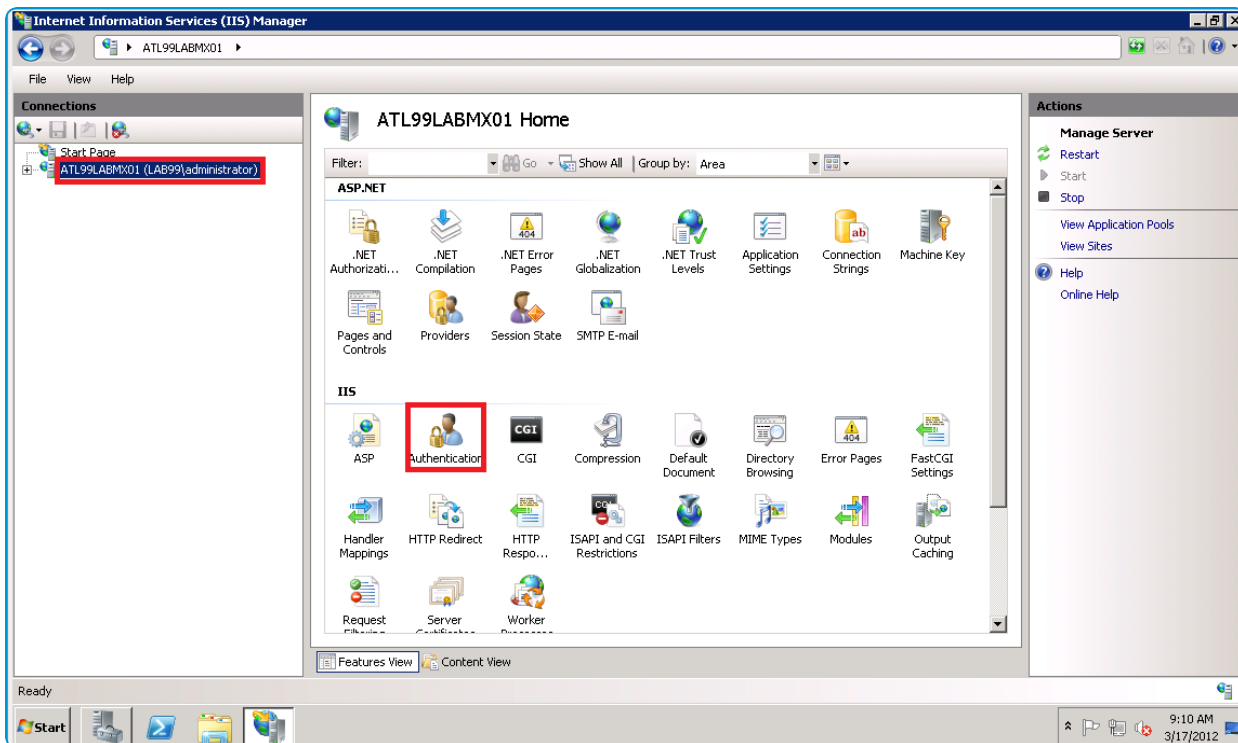 Internet Information Services (IIS) Manager
ATL99LABMX01
File View Help
Connections
Start Page
ATL99LABMX01 (LAB99\administrator)
ATL99LABMX01 Home
Filter: Go Show All Group by: Area
ASP.NET
.NET Authorizati...
.NET Compilation
.NET Error Pages
.NET Globalization
.NET Trust Levels
Application Settings
Connection Strings
Machine Key
Pages and Controls
Providers
Session State
SMTP E-mail
IIS
ASP
Authentication
CGI
Compression
Default Document
Directory Browsing
Error Pages
FastCGI Settings
Handler Mappings
HTTP Redirect
HTTP Respo...
ISAPI and CGI Restrictions
ISAPI Filters
MIME Types
Modules
Output Caching
Request Filtering
Server Certificates
Worker Processes
Features View Content View
Actions
Manage Server
Restart
Start
Stop
View Application Pools
View Sites
Help
Online Help
Ready
Start
9:10 AM
3/17/2012